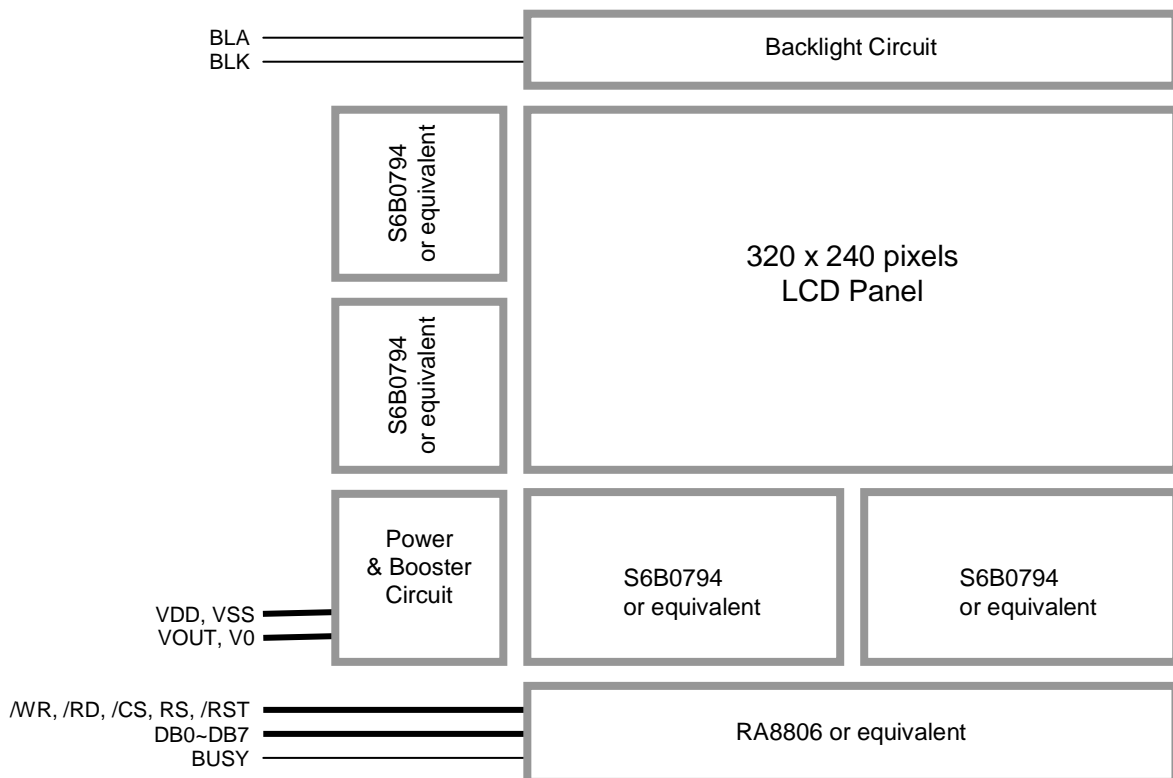 BLA
BLK
Backlight Circuit
S6B0794
or equivalent
320 x 240 pixels
LCD Panel
S6B0794
or equivalent
Power
& Booster
Circuit
VDD, VSS
VOUT, V0
S6B0794
or equivalent
S6B0794
or equivalent
/WR, /RD, /CS, RS, /RST
DB0~DB7
BUSY
RA8806 or equivalent